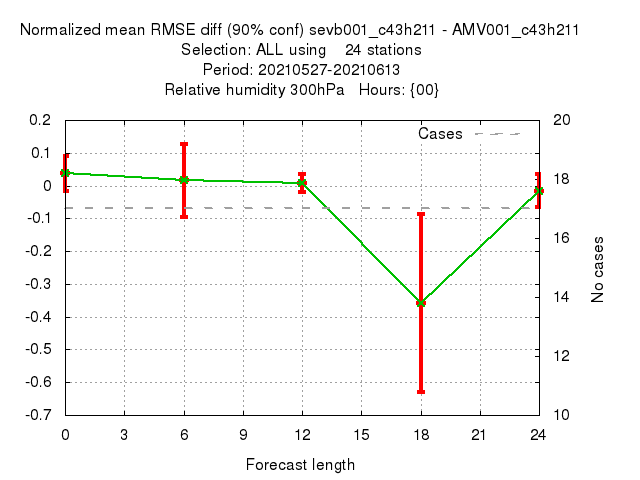 Normalized mean RMSE diff (90% conf) sevb001_c43h211 - AMV001_c43h211
Selection: ALL using    24 stations
Period: 20210527-20210613
Relative humidity 300hPa   Hours: {00}
0.2
0.1
0
-0.1
-0.2
-0.3
-0.4
-0.5
-0.6
-0.7
Cases
20
18
16
14
12
10
No cases
0 3 6 9 12 15 18 21 24
Forecast length